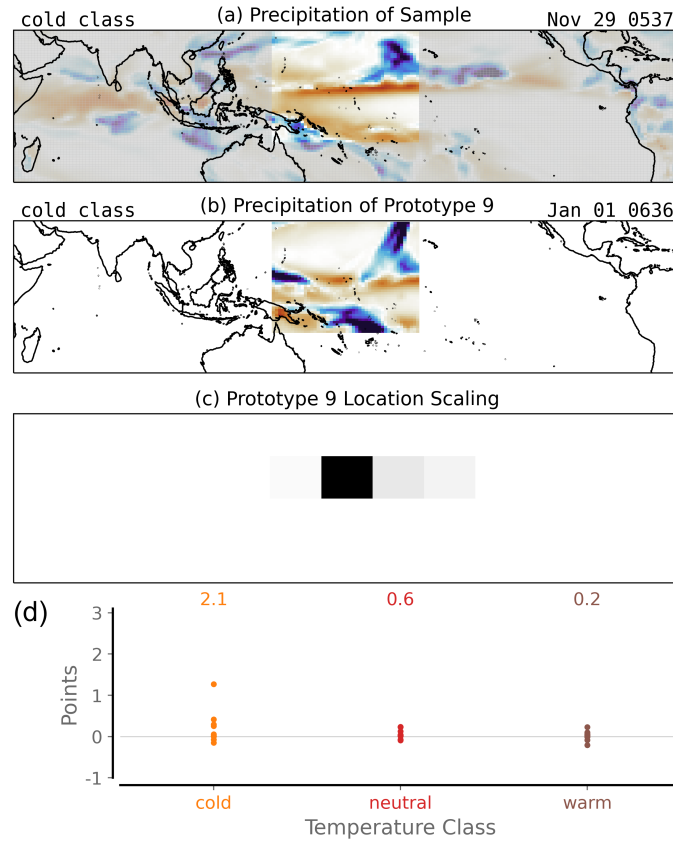 (a) Precipitation of Sample
cold class
Nov 29 0537
(b) Precipitation of Prototype 9
cold class
Jan 01 0636
(c) Prototype 9 Location Scaling
(d)
2.1
0.6
0.2
3
2
1
0
-1
Points
cold
neutral
warm
Temperature Class